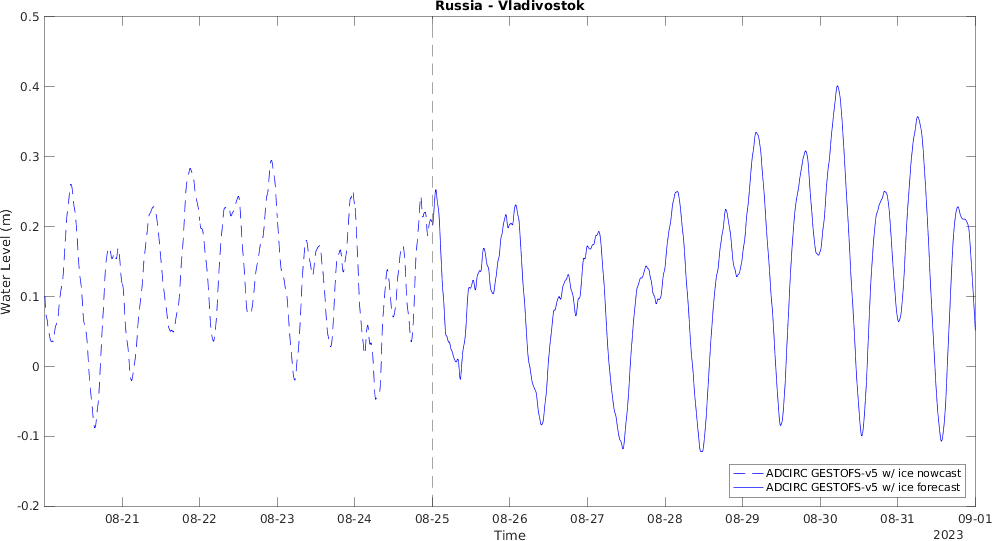 Russia - Vladivostok
0.5
0.4
0.3
0.2
0.1
0
-0.1
-0.2
Water Level (m)
ADCIRC GESTOFS-v5 w/ ice nowcast
ADCIRC GESTOFS-v5 w/ ice forecast
08-21 08-22 08-23 08-24 08-25 08-26 08-27 08-28 08-29 08-30 08-31 09-01
Time
2023